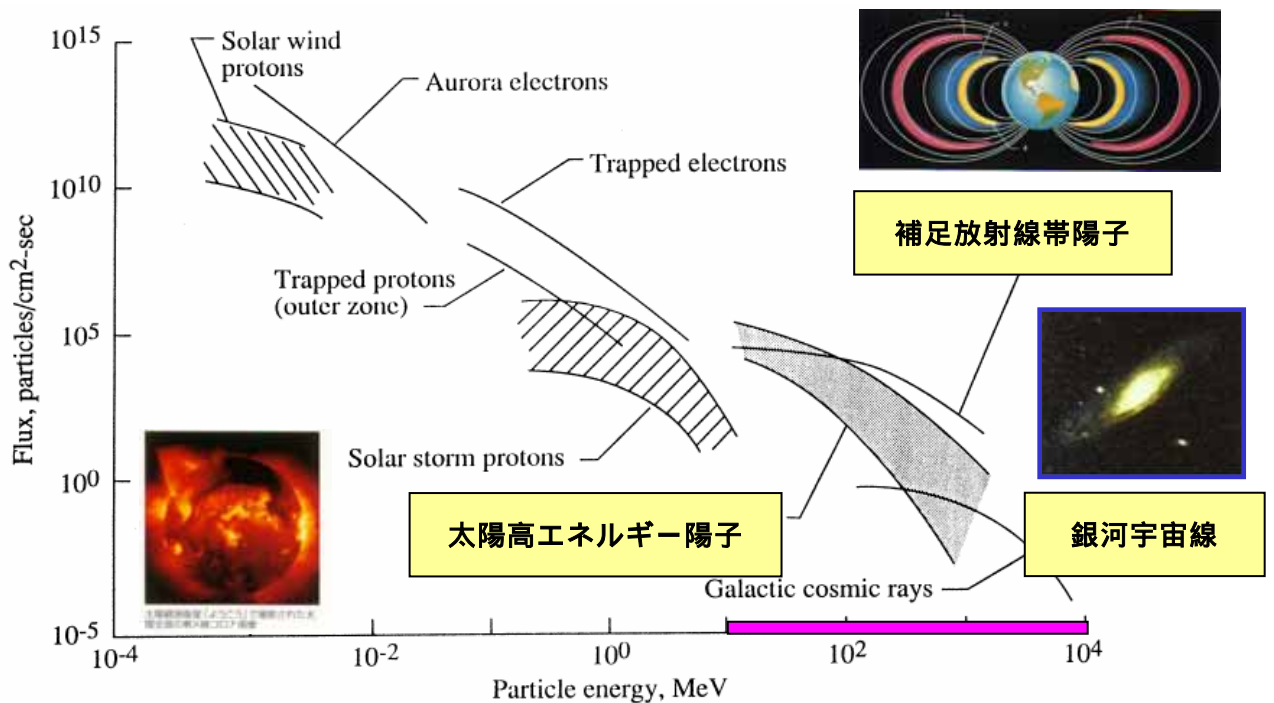 10¹⁵
10¹⁰
10⁵
10⁰
10⁻⁵
Flux, particles/cm²-sec
Solar wind
protons
Aurora electrons
Trapped electrons
Trapped protons
(outer zone)
Solar storm protons
補足放射線帯陽子
太陽高エネルギー陽子
銀河宇宙線
Galactic cosmic rays
10⁻⁴
10⁻²
10⁰
10²
10⁴
Particle energy, MeV